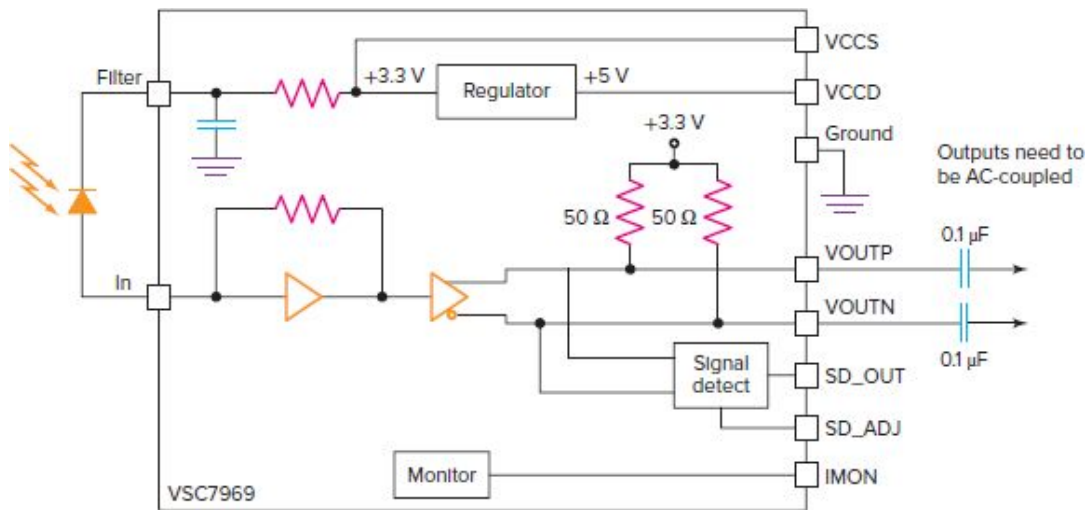 VCCS
Filter
+3.3 V
Regulator
+5 V
VCCD
+3.3 V
Ground
Outputs need to
be AC-coupled
50 Ω
50 Ω
0.1 μF
VOUTP
In
VOUTN
0.1 μF
Signal
detect
SD_OUT
SD_ADJ
Monitor
IMON
VSC7969